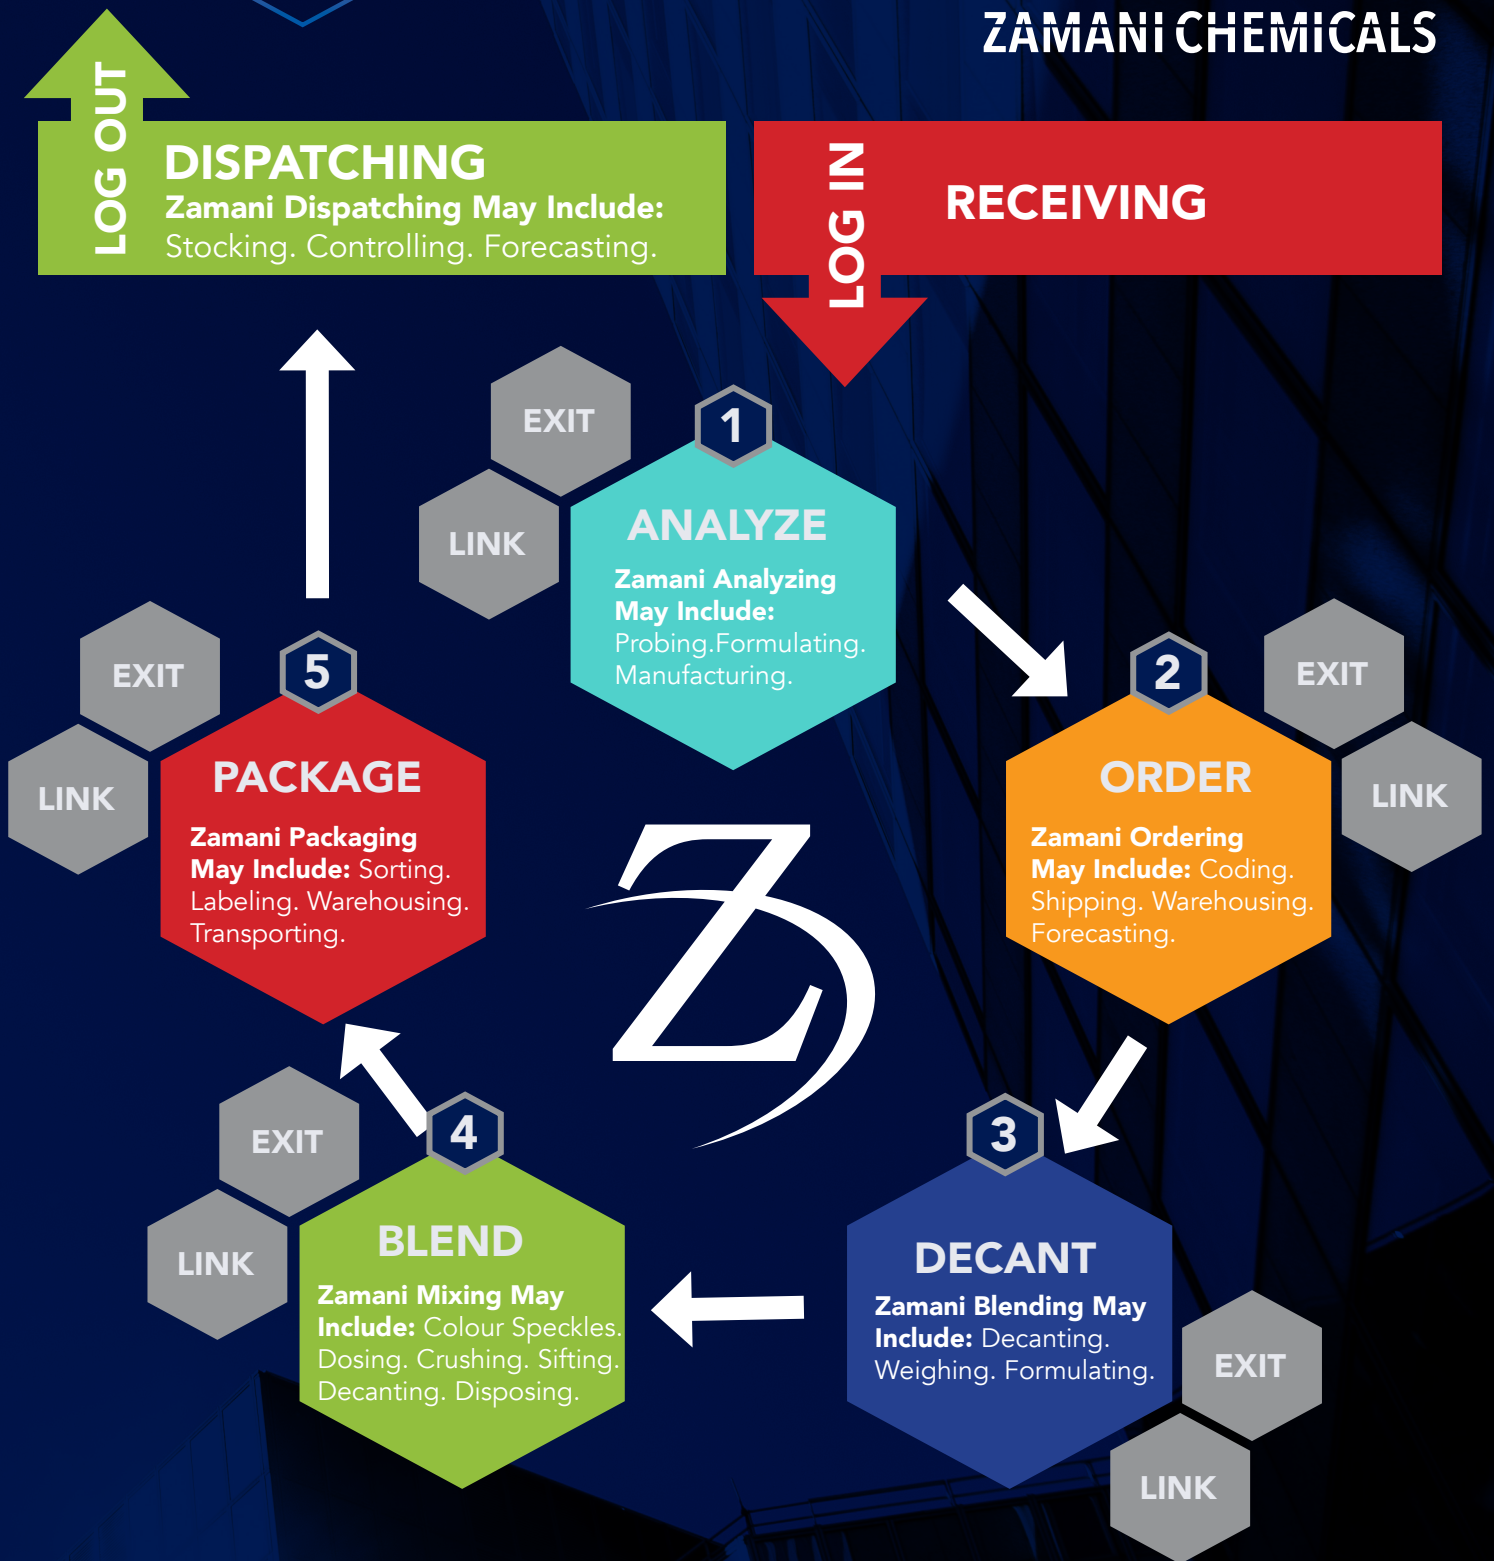 ZAMANI CHEMICALS
LOG OUT
DISPATCHING
Zamani Dispatching May Include:
Stocking. Controlling. Forecasting.
LOG IN
RECEIVING
EXIT
LINK
1
ANALYZE
Zamani Analyzing
May Include:
Probing.Formulating.
Manufacturing.
EXIT
LINK
2
ORDER
Zamani Ordering
May Include: Coding.
Shipping. Warehousing.
Forecasting.
EXIT
LINK
5
PACKAGE
Zamani Packaging
May Include: Sorting.
Labeling. Warehousing.
Transporting.
Z
3
DECANT
Zamani Blending May
Include: Decanting.
Weighing. Formulating.
EXIT
LINK
EXIT
LINK
4
BLEND
Zamani Mixing May
Include: Colour Speckles.
Dosing. Crushing. Sifting.
Decanting. Disposing.